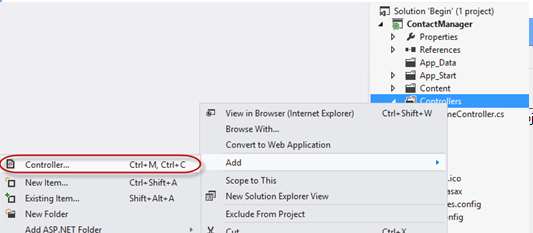 Solution 'Begin' (1 project)
ContactManager
Properties
References
App_Data
App_Start
Content
Controllers
View in Browser (Internet Explorer) Ctrl+Shift+W
Browse With...
Convert to Web Application
Add
Scope to This
New Solution Explorer View
Exclude From Project
Cut Ctrl+X
Controller... Ctrl+M, Ctrl+C
New Item... Ctrl+Shift+A
Existing Item... Shift+Alt+A
New Folder
Add ASP.NET Folder
neController.cs
.ico
asax
es.config
config